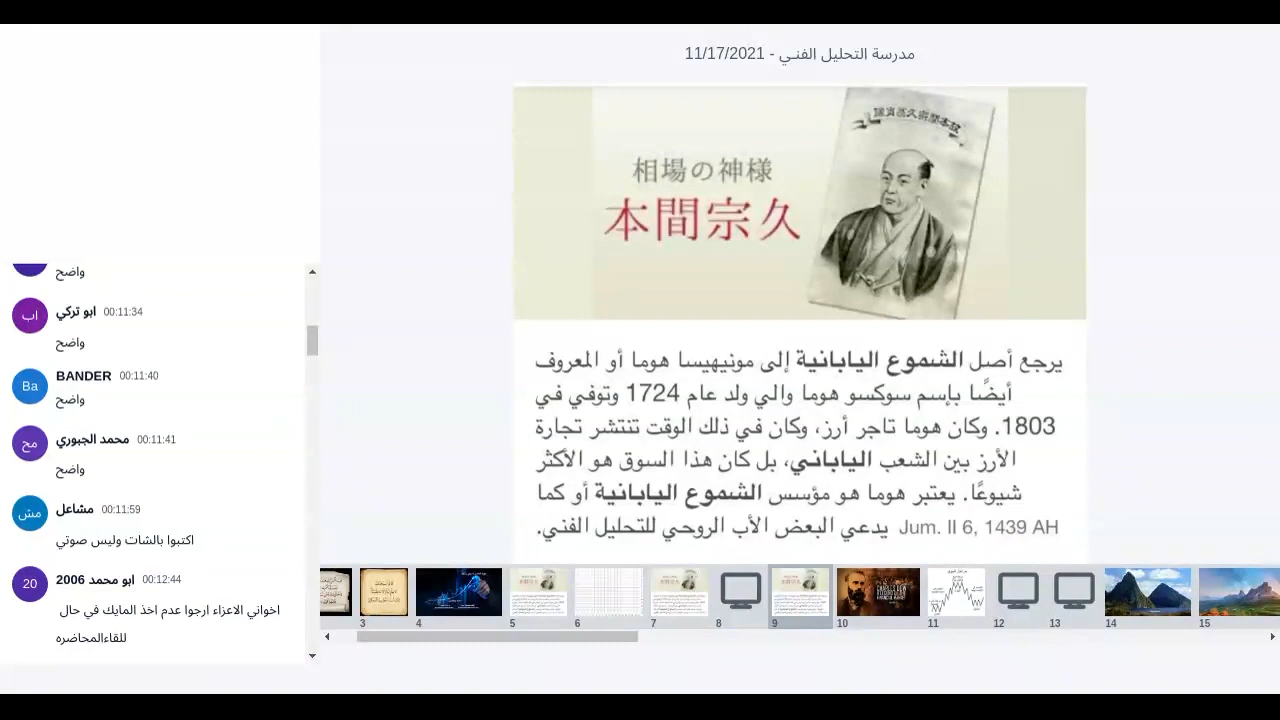 مدرسة التحليل الفني - 11/17/2021
相場の神様
本間宗久
يرجع أصل الشموع اليابانية إلى مونيهيسا هوما أو المعروف
أيضًا بإسم سوكسو هوما والي ولد عام 1724 وتوفي في
1803. وكان هوما تاجر أرز، وكان في ذلك الوقت تنتشر تجارة
الأرز بين الشعب الياباني، بل كان هذا السوق هو الأكثر
شيوعًا. يعتبر هوما هو مؤسس الشموع اليابانية أو كما
يدعي البعض الأب الروحي للتحليل الفني. Jum. II 6, 1439 AH
واضح
اب
ابو تركي 00:11:34
واضح
Ba
BANDER 00:11:40
واضح
مح
محمد الجبوري 00:11:41
واضح
مش
مشاعل 00:11:59
اكتبوا بالشات وليس صوتي
20
ابو محمد 2006 00:12:44
اخواني الاعزاء ارجوا عدم اخذ المايك في حال
للقاءالمحاضره
3
4
5
6
7
8
9
10
11
12
13
14
15